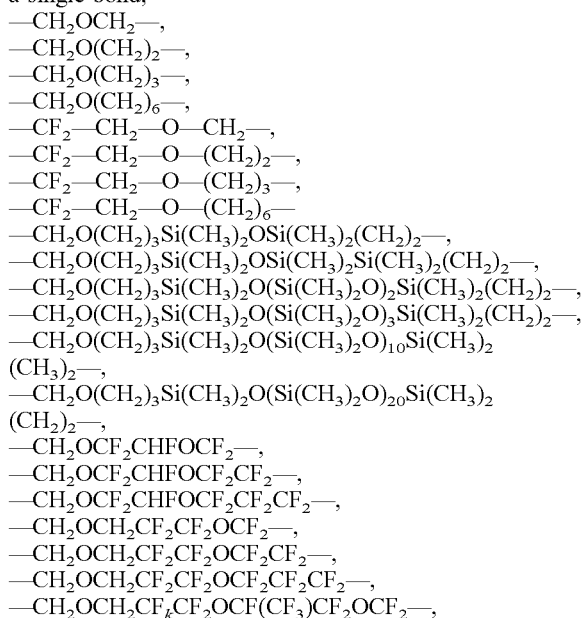 a single bond,
—CH₂OCH₂—,
—CH₂O(CH₂)₂—,
—CH₂O(CH₂)₃—,
—CH₂O(CH₂)₆—,
—CF₂—CH₂—O—CH₂—,
—CF₂—CH₂—O—(CH₂)₂—,
—CF₂—CH₂—O—(CH₂)₃—,
—CF₂—CH₂—O—(CH₂)₆—
—CH₂O(CH₂)₃Si(CH₃)₂OSi(CH₃)₂(CH₂)₂—,
—CH₂O(CH₂)₃Si(CH₃)₂OSi(CH₃)₂Si(CH₃)₂(CH₂)₂—,
—CH₂O(CH₂)₃Si(CH₃)₂O(Si(CH₃)₂O)₂Si(CH₃)₂(CH₂)₂—,
—CH₂O(CH₂)₃Si(CH₃)₂O(Si(CH₃)₂O)₃Si(CH₃)₂(CH₂)₂—,
—CH₂O(CH₂)₃Si(CH₃)₂O(Si(CH₃)₂O)₁₀Si(CH₃)₂
(CH₃)₂—,
—CH₂O(CH₂)₃Si(CH₃)₂O(Si(CH₃)₂O)₂₀Si(CH₃)₂
(CH₂)₂—,
—CH₂OCF₂CHFOCF₂—,
—CH₂OCF₂CHFOCF₂CF₂—,
—CH₂OCF₂CHFOCF₂CF₂CF₂—,
—CH₂OCH₂CF₂CF₂OCF₂—,
—CH₂OCH₂CF₂CF₂OCF₂CF₂—,
—CH₂OCH₂CF₂CF₂OCF₂CF₂CF₂—,
—CH₂OCH₂CFₖCF₂OCF(CF₃)CF₂OCF₂—,